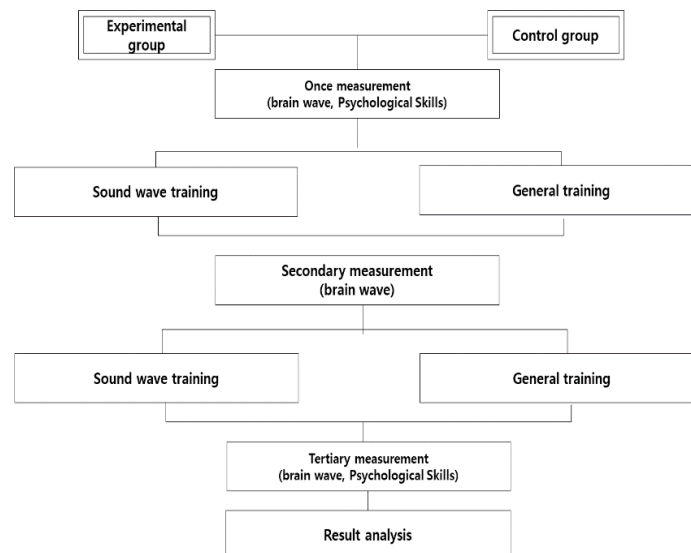 Experimental
group
Control group
Once measurement
(brain wave, Psychological Skills)
Sound wave training
General training
Secondary measurement
(brain wave)
Sound wave training
General training
Tertiary measurement
(brain wave, Psychological Skills)
Result analysis